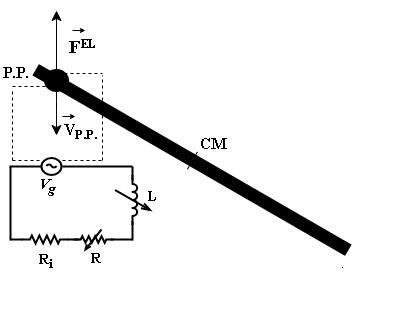 F^EL
P.P.
V_P.P.
CM
V_g
L
R_i
R